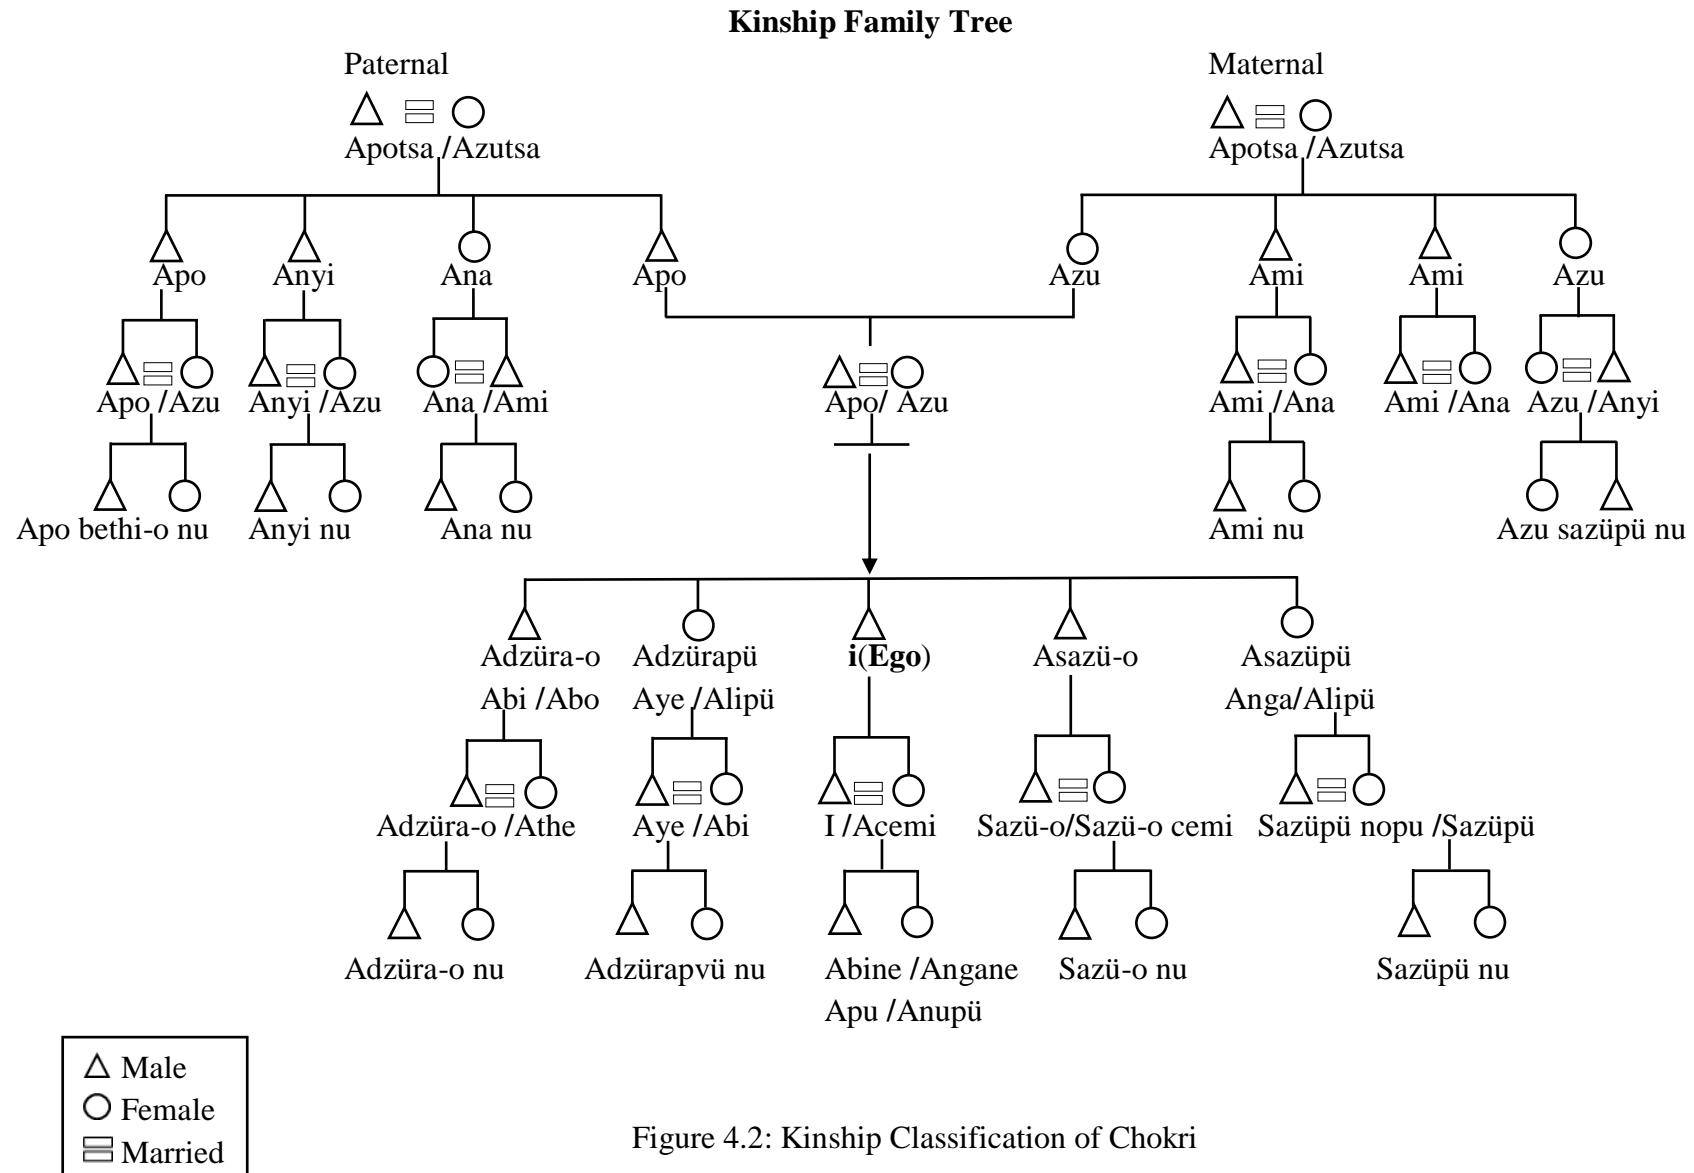 Kinship Family Tree
Paternal Maternal
Apotsa /Azutsa Apotsa /Azutsa
Apo Anyi Ana Apo Azu Ami Ami Azu
Apo /Azu Anyi /Azu Ana /Ami Apo/ Azu Ami /Ana Ami /Ana Azu /Anyi
Apo bethi-o nu Anyi nu Ana nu Ami nu Azu sazüpü nu
Adzüra-o Adzürapü i(Ego) Asazü-o Asazüpü
Abi /Abo Aye /Alipü Anga/Alipü
Adzüra-o /Athe Aye /Abi I /Acemi Sazü-o/Sazü-o cemi Sazüpü nopu /Sazüpü
Adzüra-o nu Adzürapvü nu Abine /Angane Sazü-o nu Sazüpü nu
Apu /Anupü
Male
Female
Married
Figure 4.2: Kinship Classification of Chokri